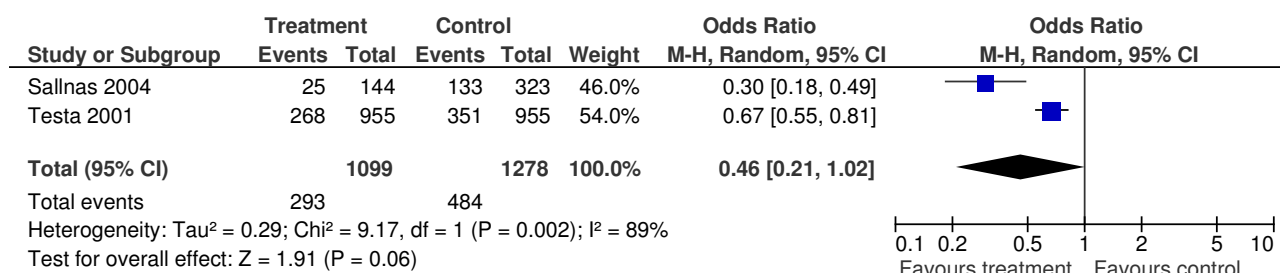 Treatment Control Odds Ratio Odds Ratio
Study or Subgroup Events Total Events Total Weight M-H, Random, 95% CI M-H, Random, 95% CI
Sallnas 2004 25 144 133 323 46.0% 0.30 [0.18, 0.49]
Testa 2001 268 955 351 955 54.0% 0.67 [0.55, 0.81]
Total (95% CI) 1099 1278 100.0% 0.46 [0.21, 1.02]
Total events 293 484
Heterogeneity: Tau² = 0.29; Chi² = 9.17, df = 1 (P = 0.002); I² = 89%
Test for overall effect: Z = 1.91 (P = 0.06)
0.1 0.2 0.5 1 2 5 10
Favours treatment Favours control